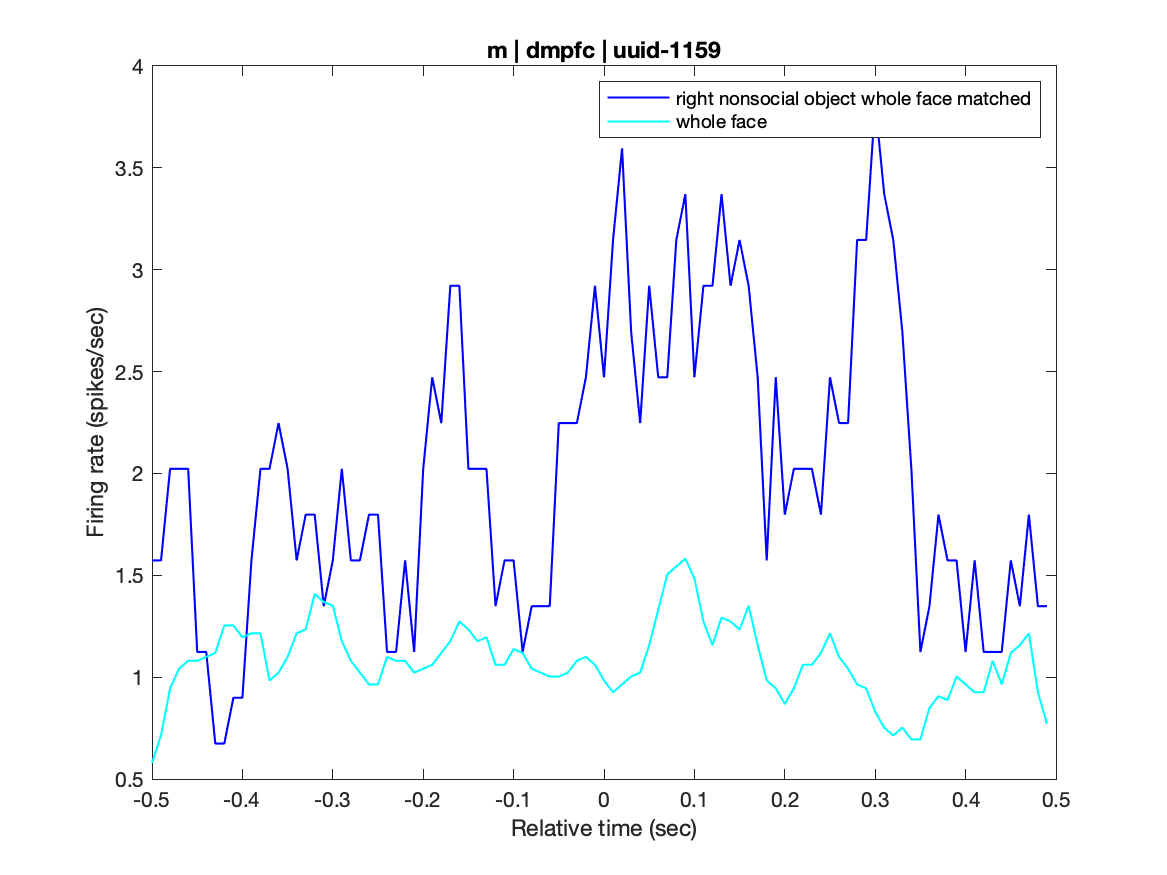 m | dmpfc | uuid-1159
right nonsocial object whole face matched
whole face
Firing rate (spikes/sec)
4
3.5
3
2.5
2
1.5
1
0.5
-0.5 -0.4 -0.3 -0.2 -0.1 0 0.1 0.2 0.3 0.4 0.5
Relative time (sec)